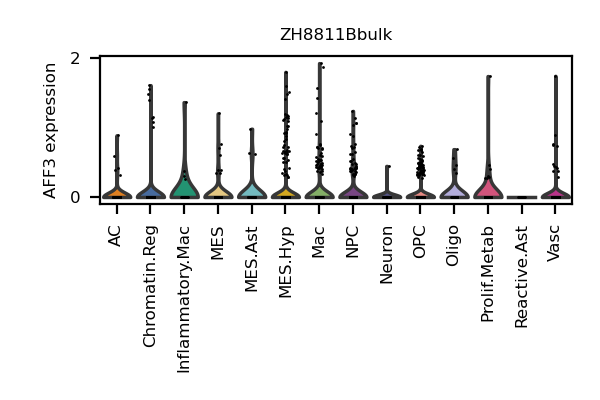 ZH8811Bbulk
AFF3 expression
2
0
AC
Chromatin.Reg
Inflammatory.Mac
MES
MES.Ast
MES.Hyp
Mac
NPC
Neuron
OPC
Oligo
Prolif.Metab
Reactive.Ast
Vasc